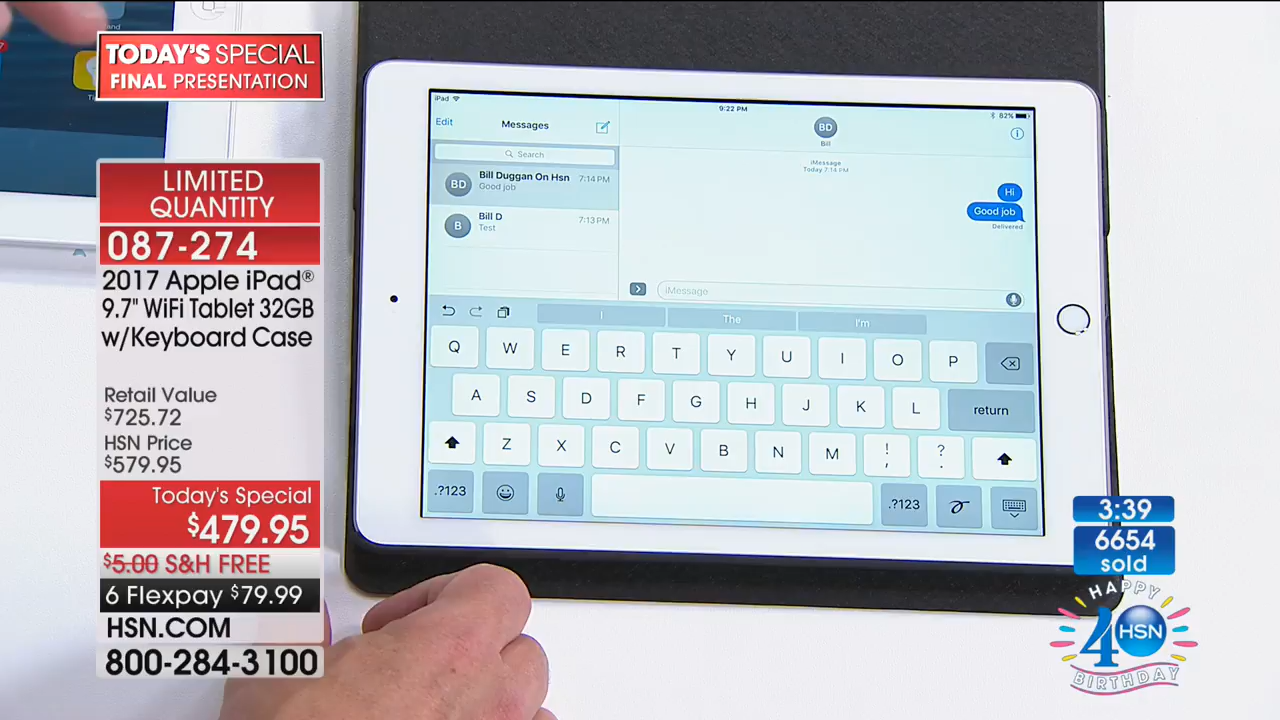 TODAY'S SPECIAL
FINAL PRESENTATION
LIMITED
QUANTITY
087-274
2017 Apple iPad®
9.7" WiFi Tablet 32GB
w/Keyboard Case
Retail Value
$725.72
HSN Price
$579.95
Today's Special
$479.95
$5.00 S&H FREE
6 Flexpay $79.99
HSN.COM
800-284-3100
iPad
9:22 PM
82%
Edit
Messages
Search
BD
Bill Duggan On Hsn
7:14 PM
Good job
B
Bill D
7:13 PM
Test
BD
Bill
iMessage
Today 7:14 PM
Hi
Good job
Delivered
iMessage
I
The
I'm
Q W E R T Y U I O P
A S D F G H J K L return
Z X C V B N M ! , ? .
.?123
.?123
3:39
6654
sold
HAPPY
40
HSN
BIRTHDAY